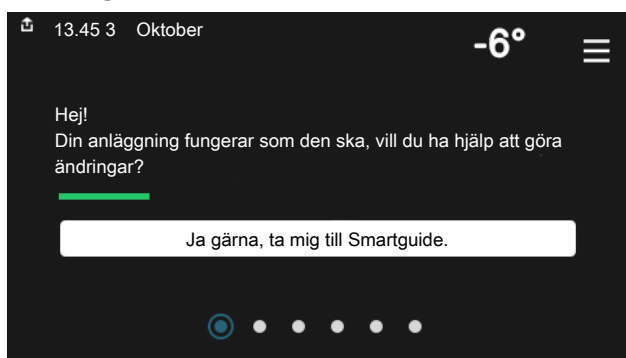 13.45 3 Oktober
-6°
Hej!
Din anläggning fungerar som den ska, vill du ha hjälp att göra
ändringar?
Ja gärna, ta mig till Smartguide.